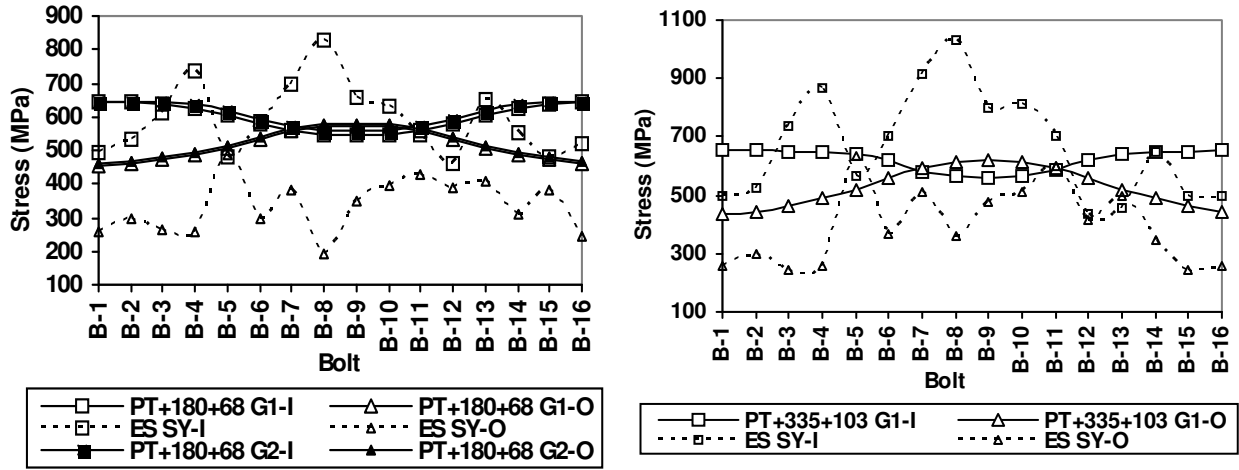 900
800
700
600
500
400
300
200
100
Stress (MPa)
B-1
B-2
B-3
B-4
B-5
B-6
B-7
B-8
B-9
B-10
B-11
B-12
B-13
B-14
B-15
B-16
Bolt
PT+180+68 G1-I
PT+180+68 G1-O
ES SY-I
ES SY-O
PT+180+68 G2-I
PT+180+68 G2-O
1100
900
700
500
300
100
Stress (MPa)
B-1
B-2
B-3
B-4
B-5
B-6
B-7
B-8
B-9
B-10
B-11
B-12
B-13
B-14
B-15
B-16
Bolt
PT+335+103 G1-I
PT+335+103 G1-O
ES SY-I
ES SY-O